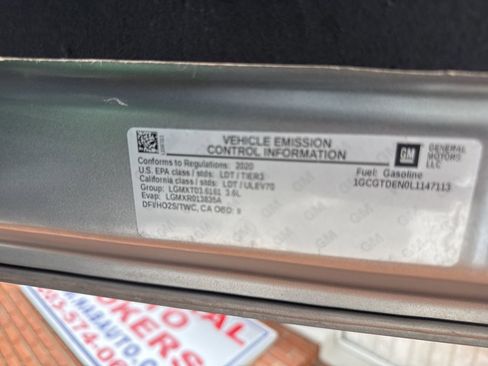 VEHICLE EMISSION
CONTROL INFORMATION
GM
GENERAL
MOTORS
LLC
Conforms to Regulations: 2020
U.S. EPA class / stds: LDT / TIER3
California class / stds: LDT / ULEV70
Group: LGMXT03.6161 3.6L
Evap: LGMXR013835A
DFI/HO2S/TWC, CA OBD: II
Fuel: Gasoline
1GCGTDEN0L1147113